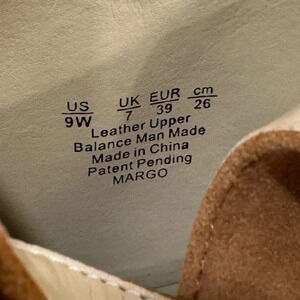 US UK EUR cm
9W 7 39 26
Leather Upper
Balance Man Made
Made in China
Patent Pending
MARGO